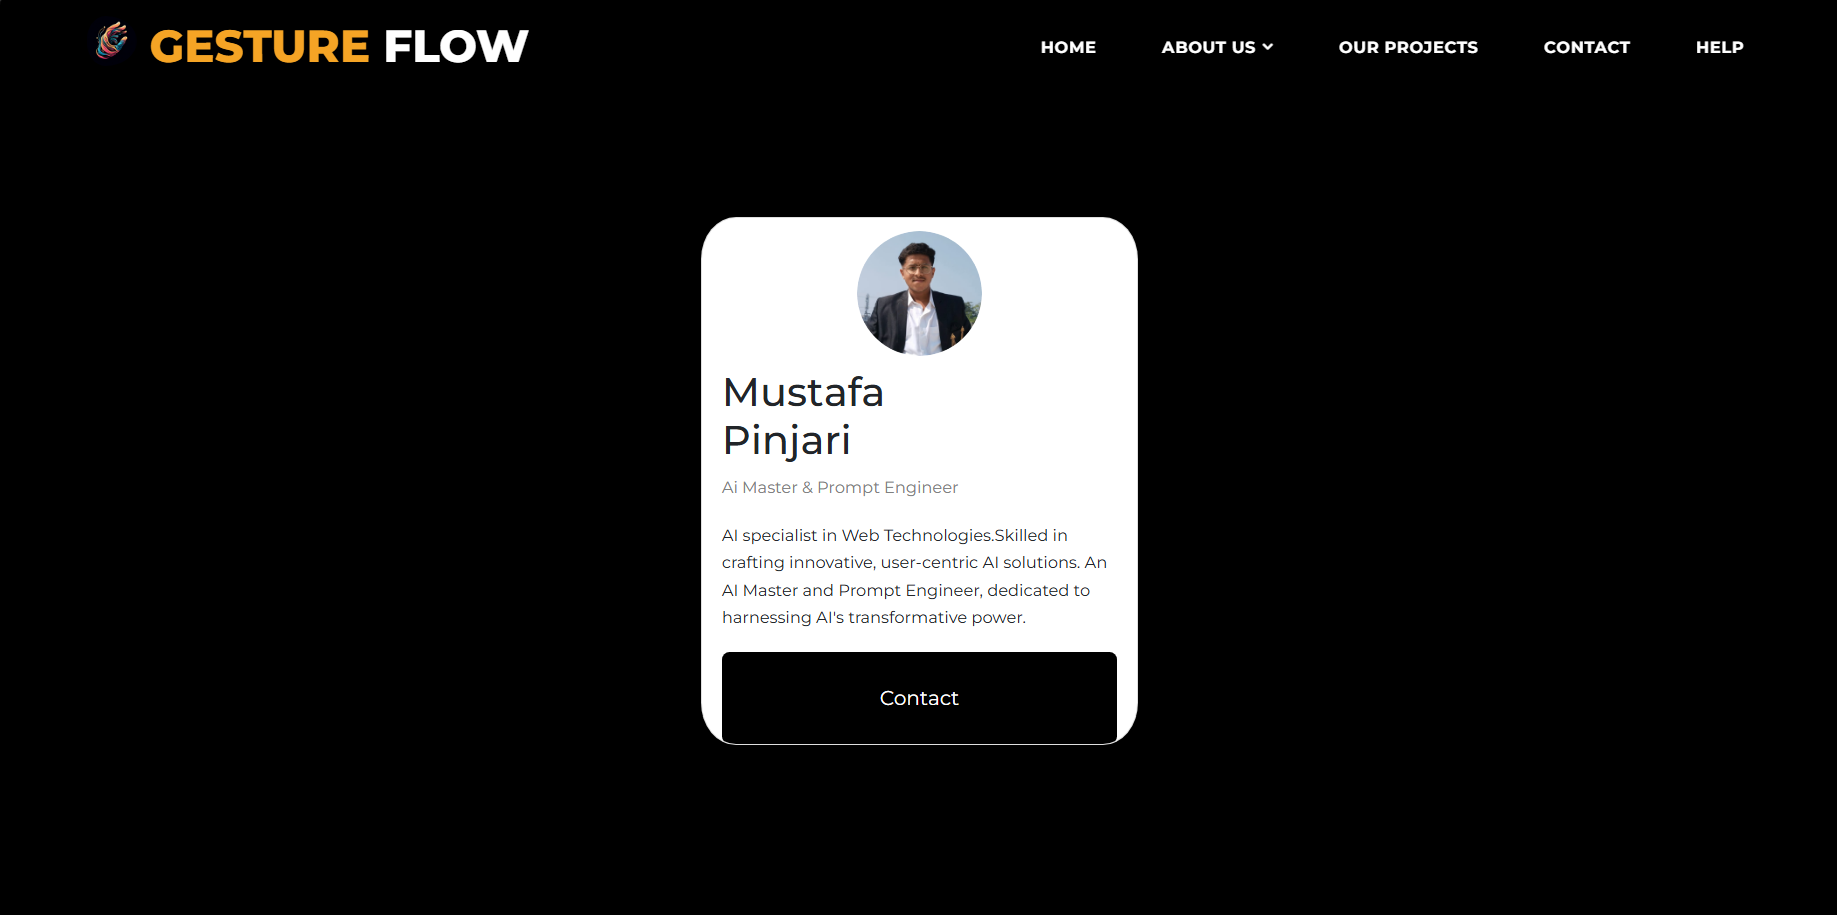 GESTURE FLOW
HOME
ABOUT US
OUR PROJECTS
CONTACT
HELP
Mustafa
Pinjari
Ai Master & Prompt Engineer
AI specialist in Web Technologies.Skilled in
crafting innovative, user-centric AI solutions. An
AI Master and Prompt Engineer, dedicated to
harnessing AI's transformative power.
Contact